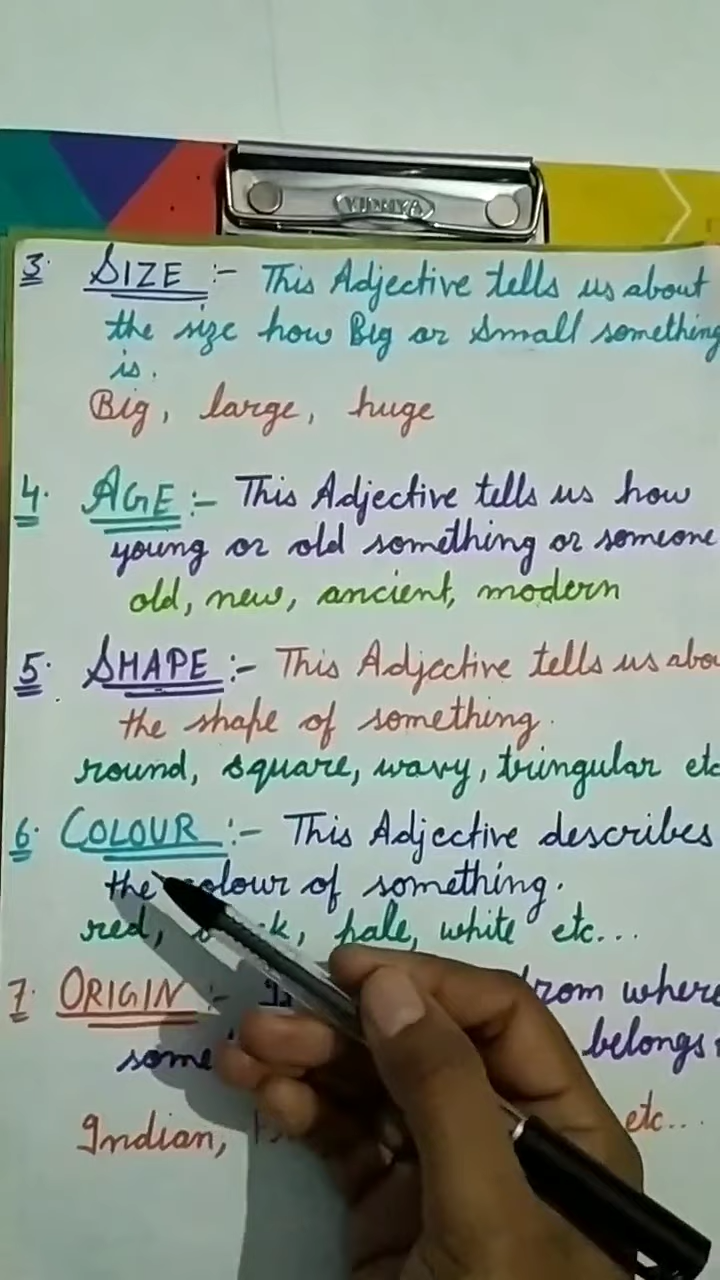 3. SIZE :- This Adjective tells us about
the size how Big or Small something
is.
Big, large, huge
4. AGE :- This Adjective tells us how
young or old something or someone
old, new, ancient, modern
5. SHAPE :- This Adjective tells us
the shape of something.
round, square, wavy, tringular etc
6. COLOUR :- This Adjective describes
the colour of something.
red, pale, white etc...
7. ORIGIN :- from where
some belongs
Indian, etc...